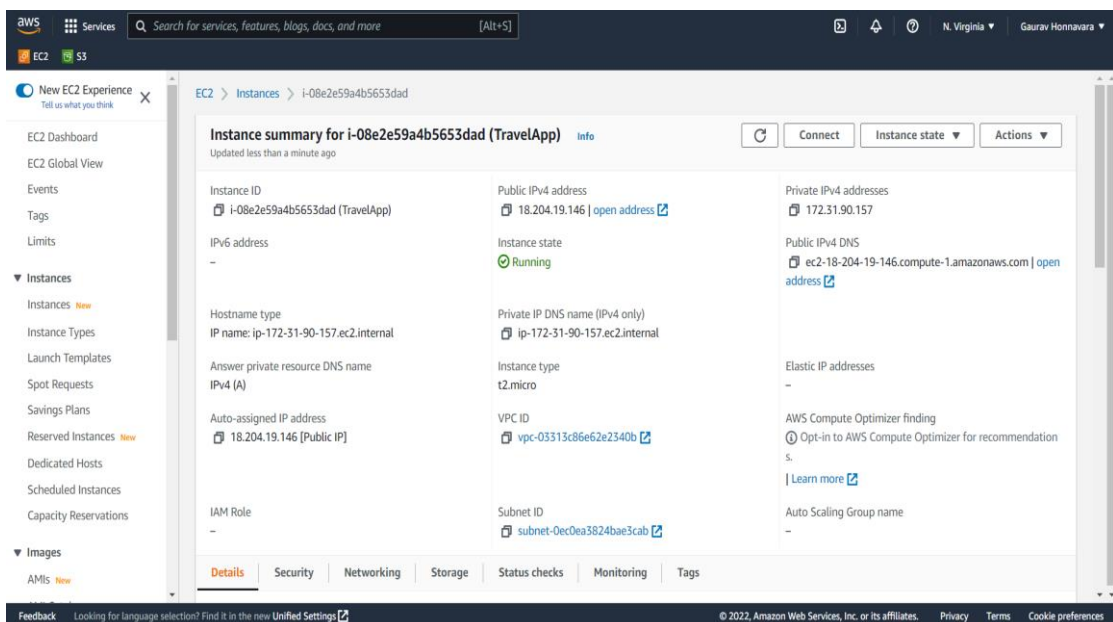 aws
Services
Search for services, features, blogs, docs, and more
[Alt+S]
N. Virginia ▼
Gaurav Honnavara ▼
EC2
S3
New EC2 Experience
Tell us what you think
EC2 Dashboard
EC2 Global View
Events
Tags
Limits
▼ Instances
Instances New
Instance Types
Launch Templates
Spot Requests
Savings Plans
Reserved Instances New
Dedicated Hosts
Scheduled Instances
Capacity Reservations
▼ Images
AMIs New
EC2 > Instances > i-08e2e59a4b5653dad
Instance summary for i-08e2e59a4b5653dad (TravelApp) Info
Updated less than a minute ago
Connect
Instance state ▼
Actions ▼
Instance ID
i-08e2e59a4b5653dad (TravelApp)
Public IPv4 address
18.204.19.146 | open address
Private IPv4 addresses
172.31.90.157
IPv6 address
–
Instance state
Running
Public IPv4 DNS
ec2-18-204-19-146.compute-1.amazonaws.com | open
address
Hostname type
IP name: ip-172-31-90-157.ec2.internal
Private IP DNS name (IPv4 only)
ip-172-31-90-157.ec2.internal
Answer private resource DNS name
IPv4 (A)
Instance type
t2.micro
Elastic IP addresses
–
Auto-assigned IP address
18.204.19.146 [Public IP]
VPC ID
vpc-03313c86e62e2340b
AWS Compute Optimizer finding
Opt-in to AWS Compute Optimizer for recommendation
s.
| Learn more
IAM Role
–
Subnet ID
subnet-0ec0ea3824bae3cab
Auto Scaling Group name
–
Details
Security
Networking
Storage
Status checks
Monitoring
Tags
Feedback
Looking for language selection? Find it in the new Unified Settings
© 2022, Amazon Web Services, Inc. or its affiliates.
Privacy
Terms
Cookie preferences